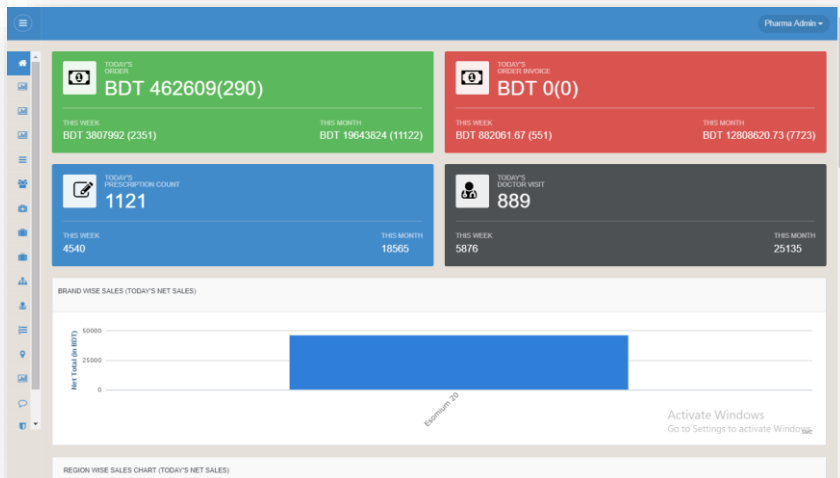 Pharma Admin
TODAY'S
ORDER
BDT 462609(290)
THIS WEEK
THIS MONTH
BDT 3807992 (2351)
BDT 19643824 (11122)
TODAY'S
ORDER INVOICE
BDT 0(0)
THIS WEEK
THIS MONTH
BDT 882061.67 (551)
BDT 12808620.73 (7723)
TODAY'S
PRESCRIPTION COUNT
1121
THIS WEEK
THIS MONTH
4540
18565
TODAY'S
DOCTOR VISIT
889
THIS WEEK
THIS MONTH
5876
25135
BRAND WISE SALES (TODAY'S NET SALES)
Net Total (in BDT)
50000
25000
0
Esomium 20
Activate Windows
Go to Settings to activate Windows.
REGION WISE SALES CHART (TODAY'S NET SALES)